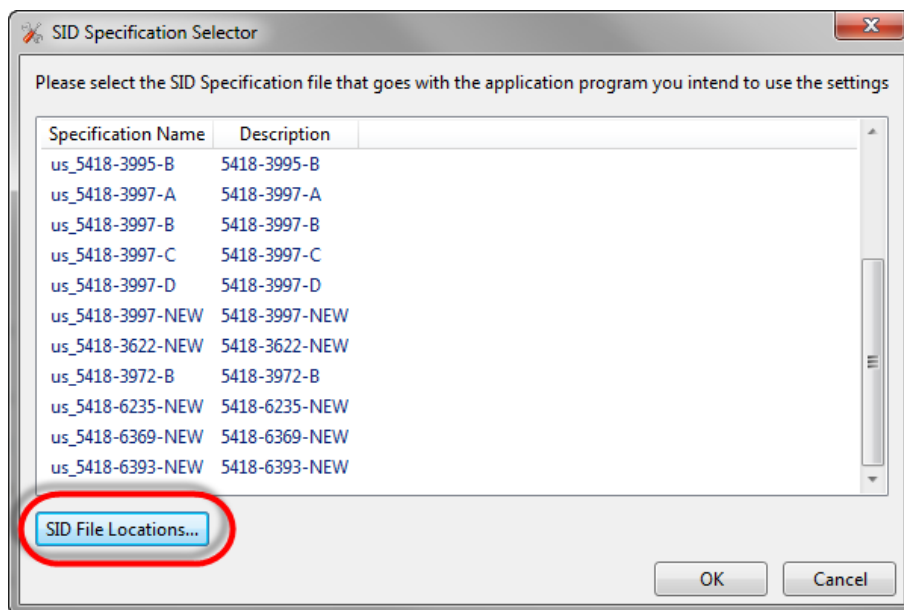 SID Specification Selector
Please select the SID Specification file that goes with the application program you intend to use the settings
Specification Name Description
us_5418-3995-B 5418-3995-B
us_5418-3997-A 5418-3997-A
us_5418-3997-B 5418-3997-B
us_5418-3997-C 5418-3997-C
us_5418-3997-D 5418-3997-D
us_5418-3997-NEW 5418-3997-NEW
us_5418-3622-NEW 5418-3622-NEW
us_5418-3972-B 5418-3972-B
us_5418-6235-NEW 5418-6235-NEW
us_5418-6369-NEW 5418-6369-NEW
us_5418-6393-NEW 5418-6393-NEW
SID File Locations...
OK Cancel